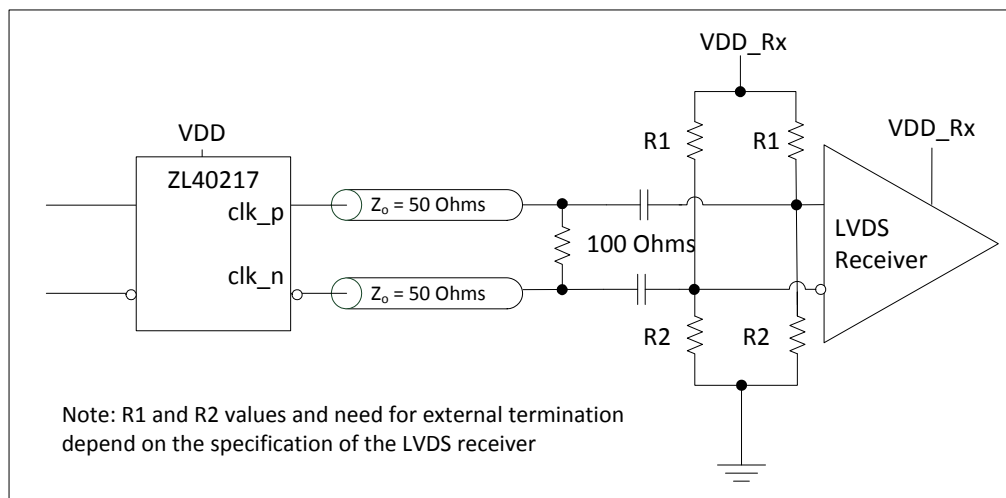 VDD_Rx
VDD
R1
R1
VDD_Rx
ZL40217
clk_p
Zₒ = 50 Ohms
100 Ohms
LVDS
Receiver
clk_n
Zₒ = 50 Ohms
R2
R2
Note: R1 and R2 values and need for external termination
depend on the specification of the LVDS receiver